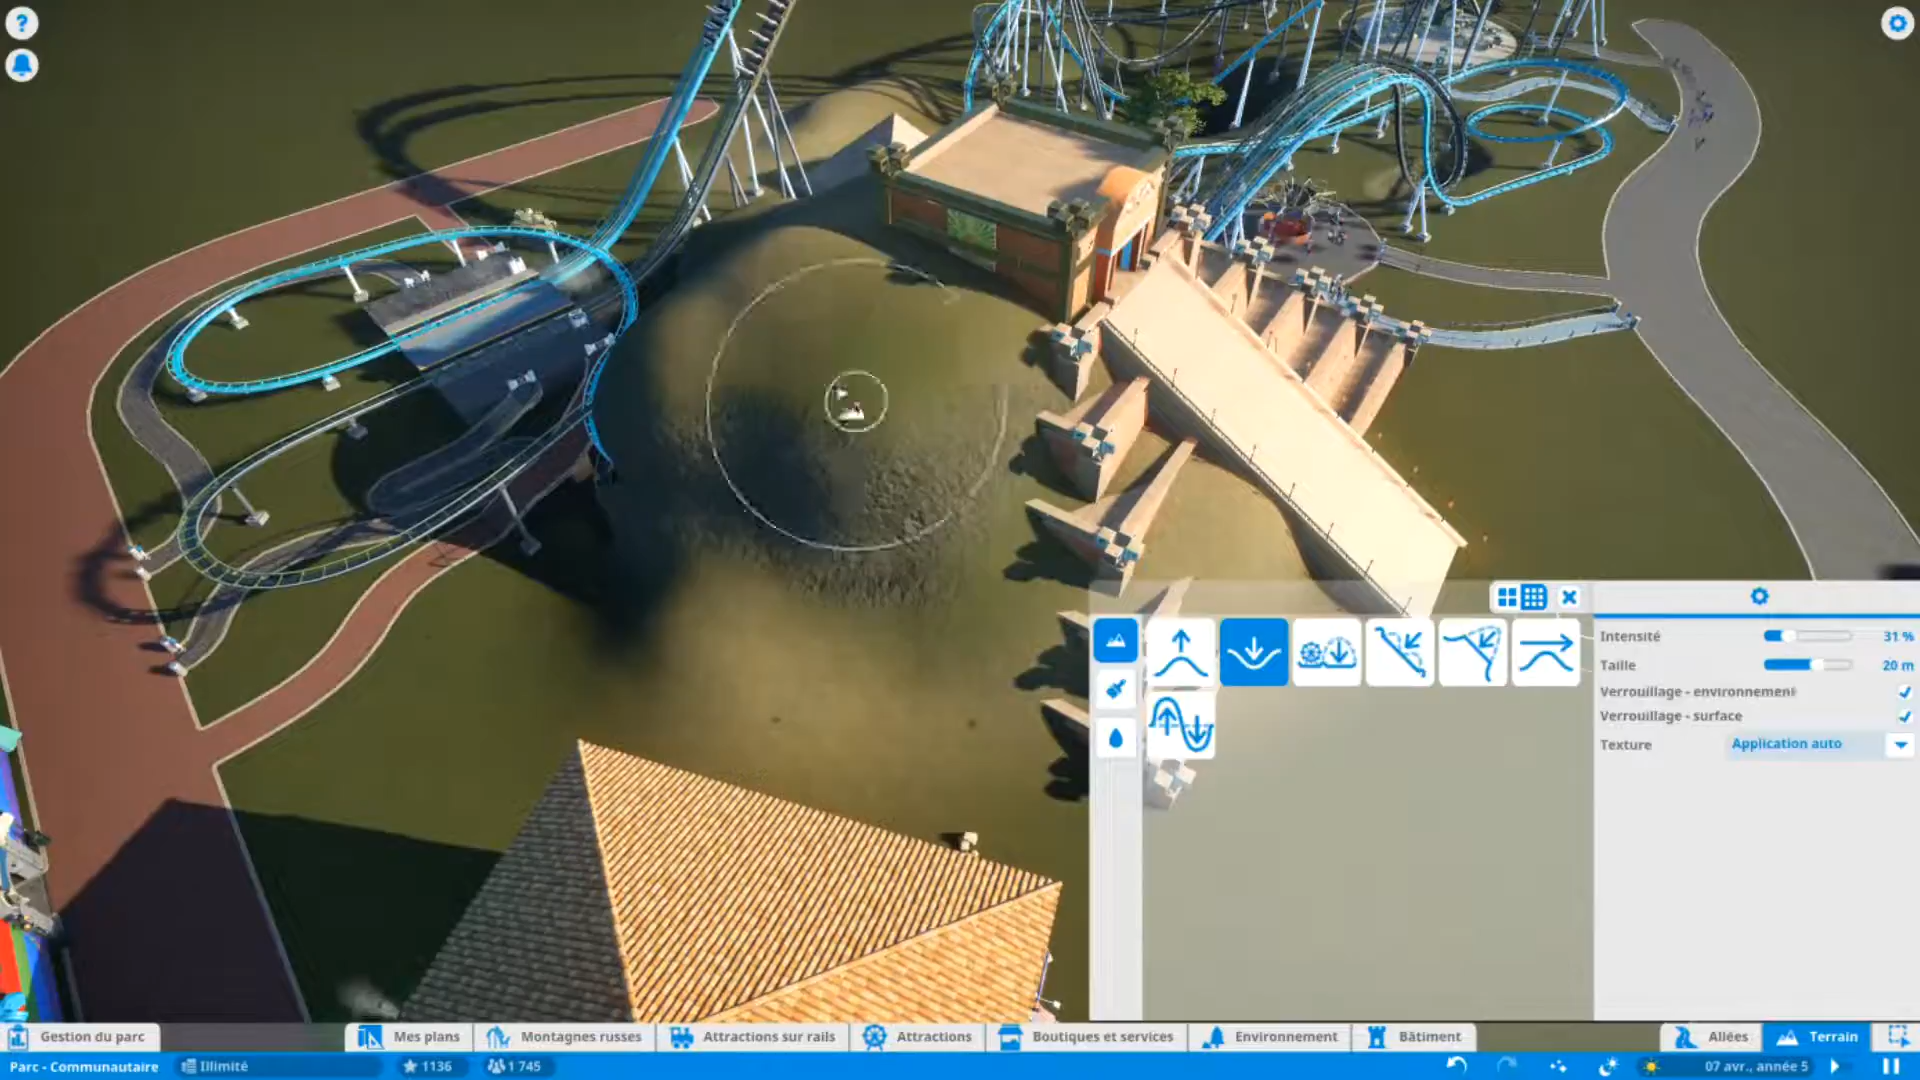 ?
Intensité 31 %
Taille 20 m
Verrouillage - environnement
Verrouillage - surface
Texture Application auto
Gestion du parc Mes plans Montagnes russes Attractions sur rails Attractions Boutiques et services Environnement Bâtiment Allées Terrain
Parc - Communautaire Illimité 1136 1 745 07 avr., année 5